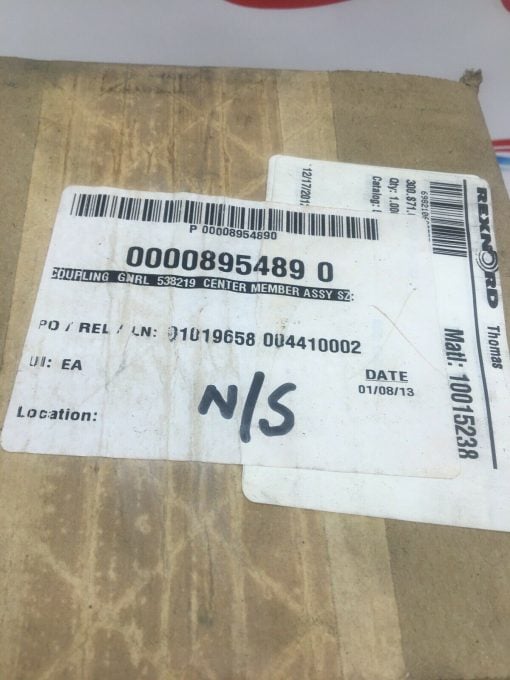 P 00008954890
0000895489 0
COUPLING GNRL 538219 CENTER MEMBER ASSY SZ:
PO / REL / LN: 01019658 004410002
UI: EA
DATE
01/08/13
Location:
N/S
REXNORD Thomas
Matl: 10015238
Qty: 1.00
Catalog: